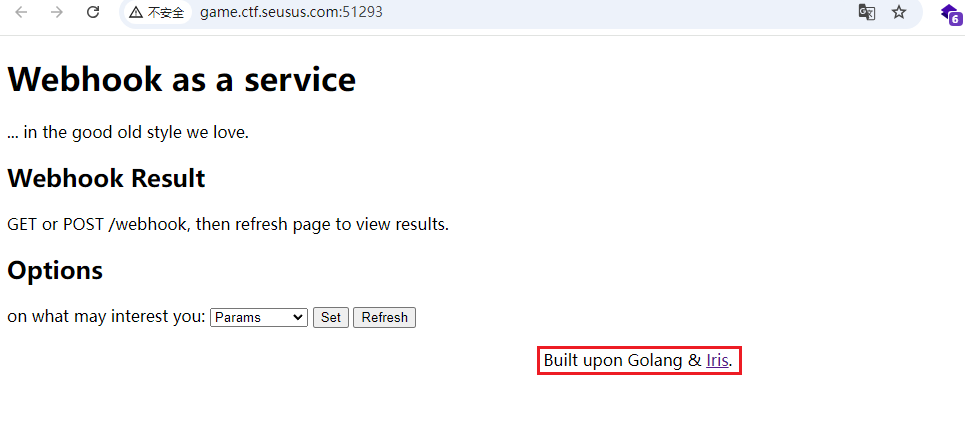 不安全 game.ctf.seusus.com:51293
6
Webhook as a service
... in the good old style we love.
Webhook Result
GET or POST /webhook, then refresh page to view results.
Options
on what may interest you: Params Set Refresh
Built upon Golang & Iris.